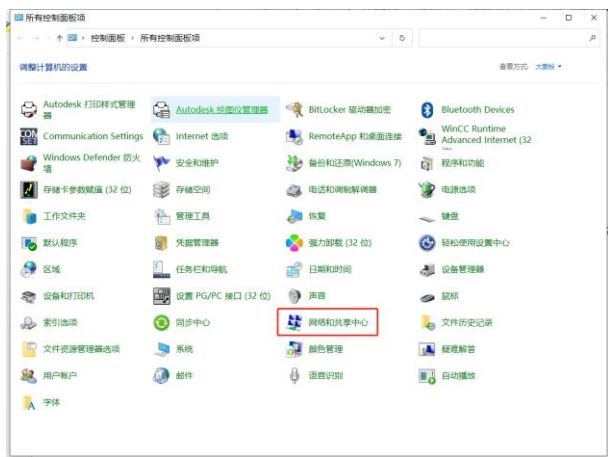 所有控制面板项
控制面板 › 所有控制面板项
调整计算机的设置
查看方式: 大图标
Autodesk 打印样式管理
器
Autodesk 绘图仪管理器
BitLocker 驱动器加密
Bluetooth Devices
Communication Settings
Internet 选项
RemoteApp 和桌面连接
WinCC Runtime
Advanced Internet (32
Windows Defender 防火
墙
安全和维护
备份和还原(Windows 7)
程序和功能
存储卡参数赋值 (32 位)
存储空间
电话和调制解调器
电源选项
工作文件夹
管理工具
恢复
键盘
默认程序
凭据管理器
强力卸载 (32 位)
轻松使用设置中心
区域
任务栏和导航
日期和时间
设备管理器
设备和打印机
设置 PG/PC 接口 (32 位)
声音
鼠标
索引选项
同步中心
网络和共享中心
文件历史记录
文件资源管理器选项
系统
颜色管理
疑难解答
用户帐户
邮件
语音识别
自动播放
字体